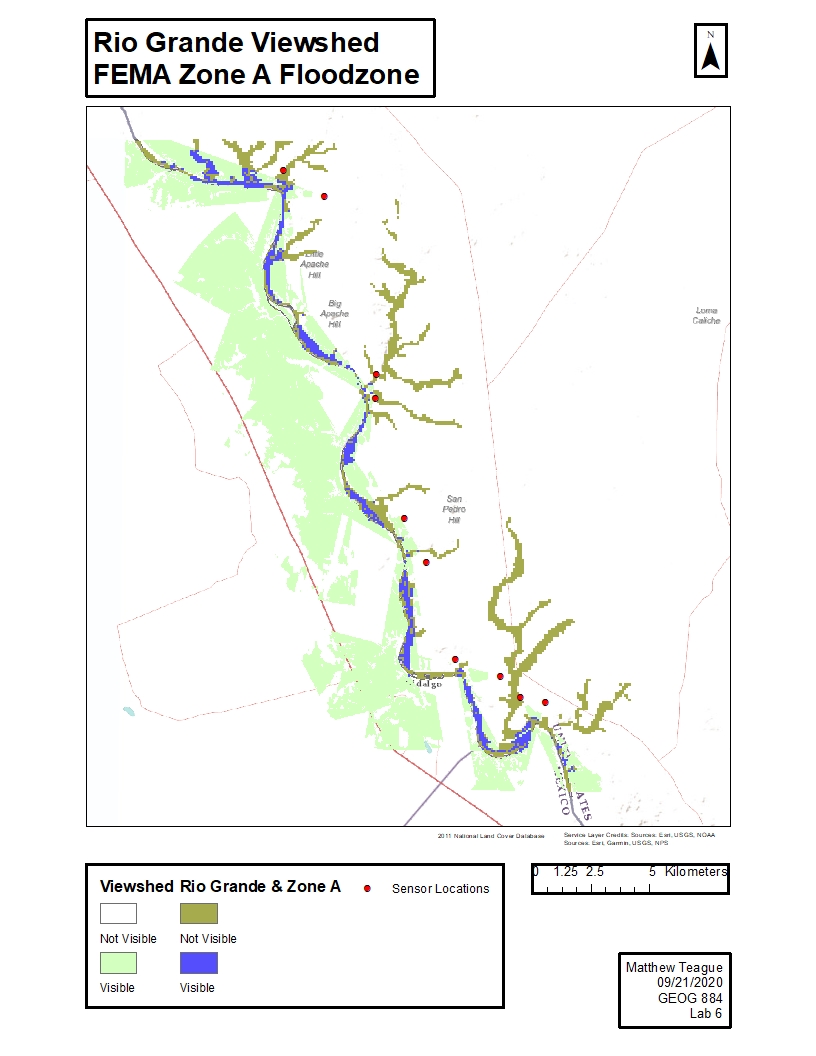 Rio Grande Viewshed
FEMA Zone A Floodzone
N
Little
Apache
Hill
Big
Apache
Hill
Loma
Caliche
San
Pedro
Hill
dalgo
MEXICO
ATES
2011 National Land Cover Database
Service Layer Credits: Sources: Esri, USGS, NOAA
Sources: Esri, Garmin, USGS, NPS
Viewshed Rio Grande & Zone A
Sensor Locations
Not Visible Not Visible
Visible Visible
0 1.25 2.5 5 Kilometers
Matthew Teague
09/21/2020
GEOG 884
Lab 6